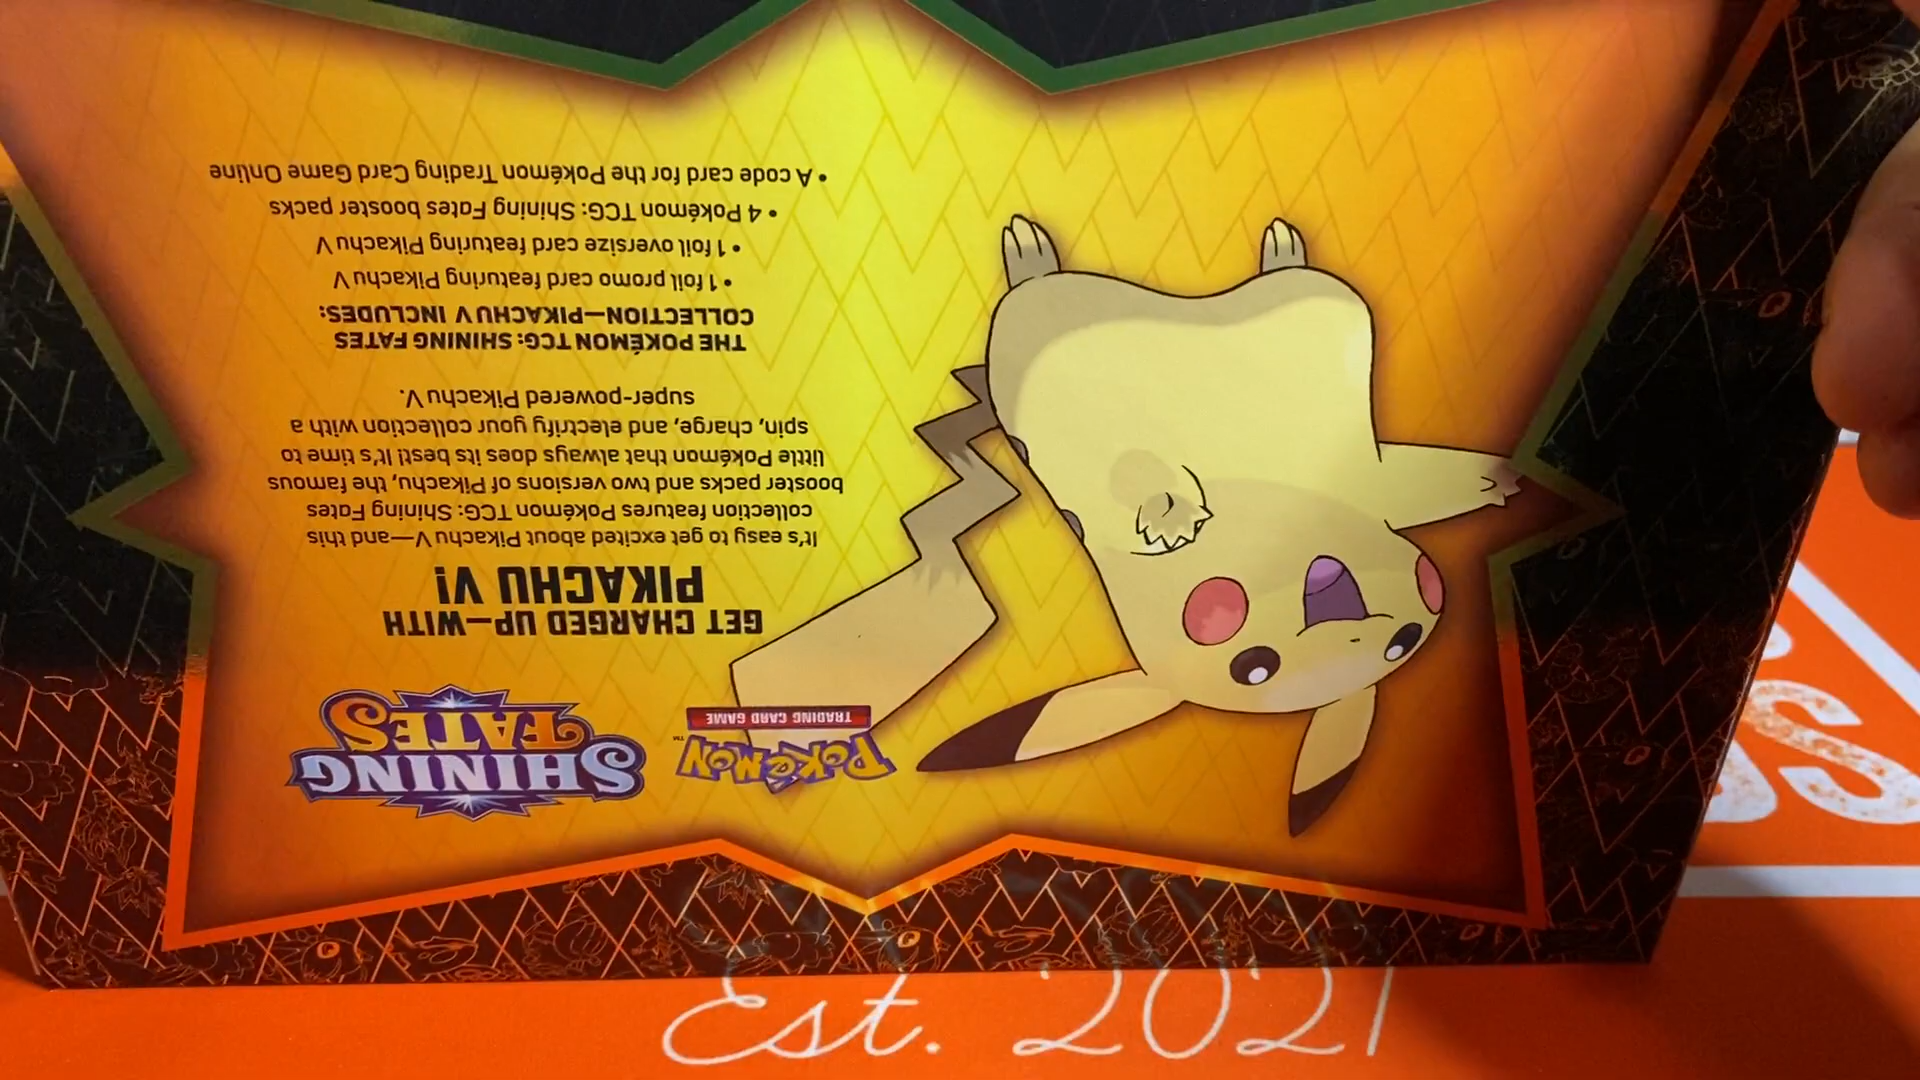 POKÉMON™
TRADING CARD GAME
SHINING
FATES
GET CHARGED UP—WITH
PIKACHU V!
It's easy to get excited about Pikachu V—and this
collection features Pokémon TCG: Shining Fates
booster packs and two versions of Pikachu, the famous
little Pokémon that always does its best! It's time to
spin, charge, and electrify your collection with a
super-powered Pikachu V.
THE POKÉMON TCG: SHINING FATES
COLLECTION—PIKACHU V INCLUDES:
• 1 foil promo card featuring Pikachu V
• 1 foil oversize card featuring Pikachu V
• 4 Pokémon TCG: Shining Fates booster packs
• A code card for the Pokémon Trading Card Game Online
Est. 2021